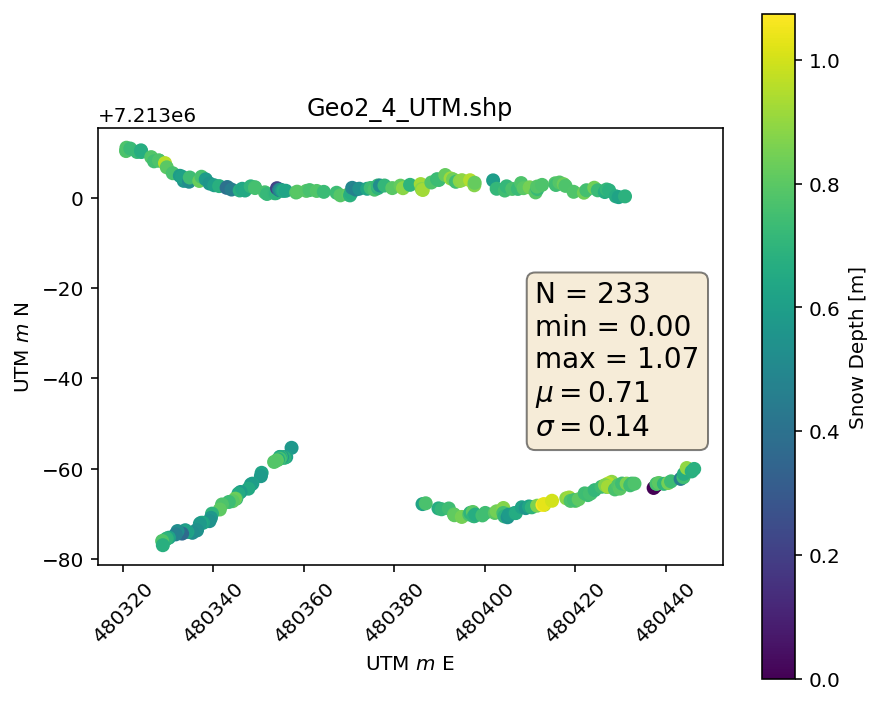 Geo2_4_UTM.shp
+7.213e6
0
−20
−40
−60
−80
UTM m N
480320
480340
480360
480380
480400
480420
480440
UTM m E
N = 233
min = 0.00
max = 1.07
μ = 0.71
σ = 0.14
1.0
0.8
0.6
0.4
0.2
0.0
Snow Depth [m]